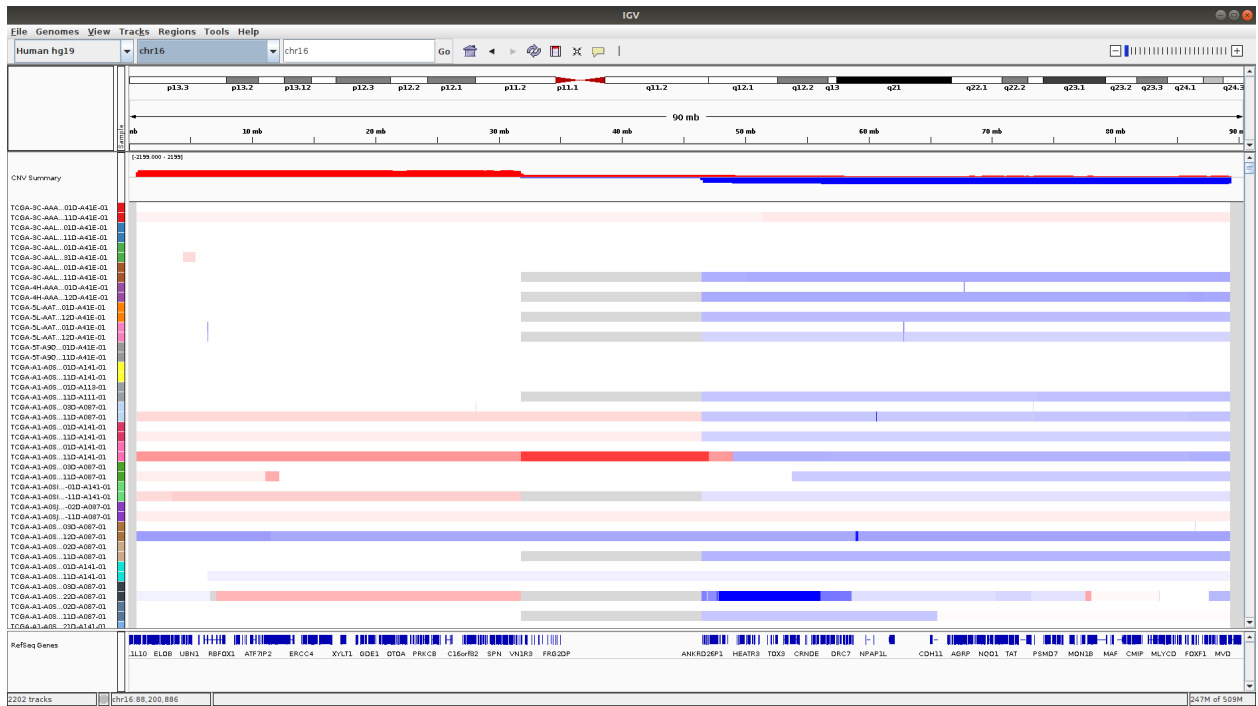 IGV
File Genomes View Tracks Regions Tools Help
Human hg19 chr16 chr16 Go
p13.3 p13.2 p13.12 p12.3 p12.2 p12.1 p11.2 p11.1 q11.2 q12.1 q12.2 q13 q21 q22.1 q22.2 q23.1 q23.2 q23.3 q24.1 q24.3
90 mb
mb 10 mb 20 mb 30 mb 40 mb 50 mb 60 mb 70 mb 80 mb 90 m
Sample
[-2199.000 - 2199]
CNV Summary
TCGA-3C-AAA...01D-A41E-01
TCGA-3C-AAA...11D-A41E-01
TCGA-3C-AAL...01D-A41E-01
TCGA-3C-AAL...11D-A41E-01
TCGA-3C-AAL...01D-A41E-01
TCGA-3C-AAL...31D-A41E-01
TCGA-3C-AAL...01D-A41E-01
TCGA-3C-AAL...11D-A41E-01
TCGA-4H-AAA...01D-A41E-01
TCGA-4H-AAA...12D-A41E-01
TCGA-5L-AAT...01D-A41E-01
TCGA-5L-AAT...12D-A41E-01
TCGA-5L-AAT...01D-A41E-01
TCGA-5L-AAT...12D-A41E-01
TCGA-5T-A9Q...01D-A41E-01
TCGA-5T-A9Q...11D-A41E-01
TCGA-A1-A0S...01D-A141-01
TCGA-A1-A0S...11D-A141-01
TCGA-A1-A0S...01D-A113-01
TCGA-A1-A0S...11D-A111-01
TCGA-A1-A0S...03D-A087-01
TCGA-A1-A0S...11D-A087-01
TCGA-A1-A0S...01D-A141-01
TCGA-A1-A0S...11D-A141-01
TCGA-A1-A0S...01D-A141-01
TCGA-A1-A0S...11D-A141-01
TCGA-A1-A0S...03D-A087-01
TCGA-A1-A0S...11D-A087-01
TCGA-A1-A0SI...-01D-A141-01
TCGA-A1-A0SI...-11D-A141-01
TCGA-A1-A0SJ...-02D-A087-01
TCGA-A1-A0SJ...-11D-A087-01
TCGA-A1-A0S...03D-A087-01
TCGA-A1-A0S...12D-A087-01
TCGA-A1-A0S...02D-A087-01
TCGA-A1-A0S...11D-A087-01
TCGA-A1-A0S...01D-A141-01
TCGA-A1-A0S...11D-A141-01
TCGA-A1-A0S...03D-A087-01
TCGA-A1-A0S...22D-A087-01
TCGA-A1-A0S...02D-A087-01
TCGA-A1-A0S...11D-A087-01
TCGA-A1-A0S...21D-A141-01
RefSeq Genes
.1L10 ELOB UBN1 RBFOX1 ATF7IP2 ERCC4 XYLT1 GDE1 OTOA PRKCB C16orf82 SPN VN1R3 FRG2DP ANKRD26P1 HEATR3 TOX3 CRNDE DRC7 NPAP1L CDH11 AGRP NQO1 TAT PSMD7 MON1B MAF CMIP MLYCD FOXF1 MVD
2202 tracks chr16:88,200,886 247M of 509M